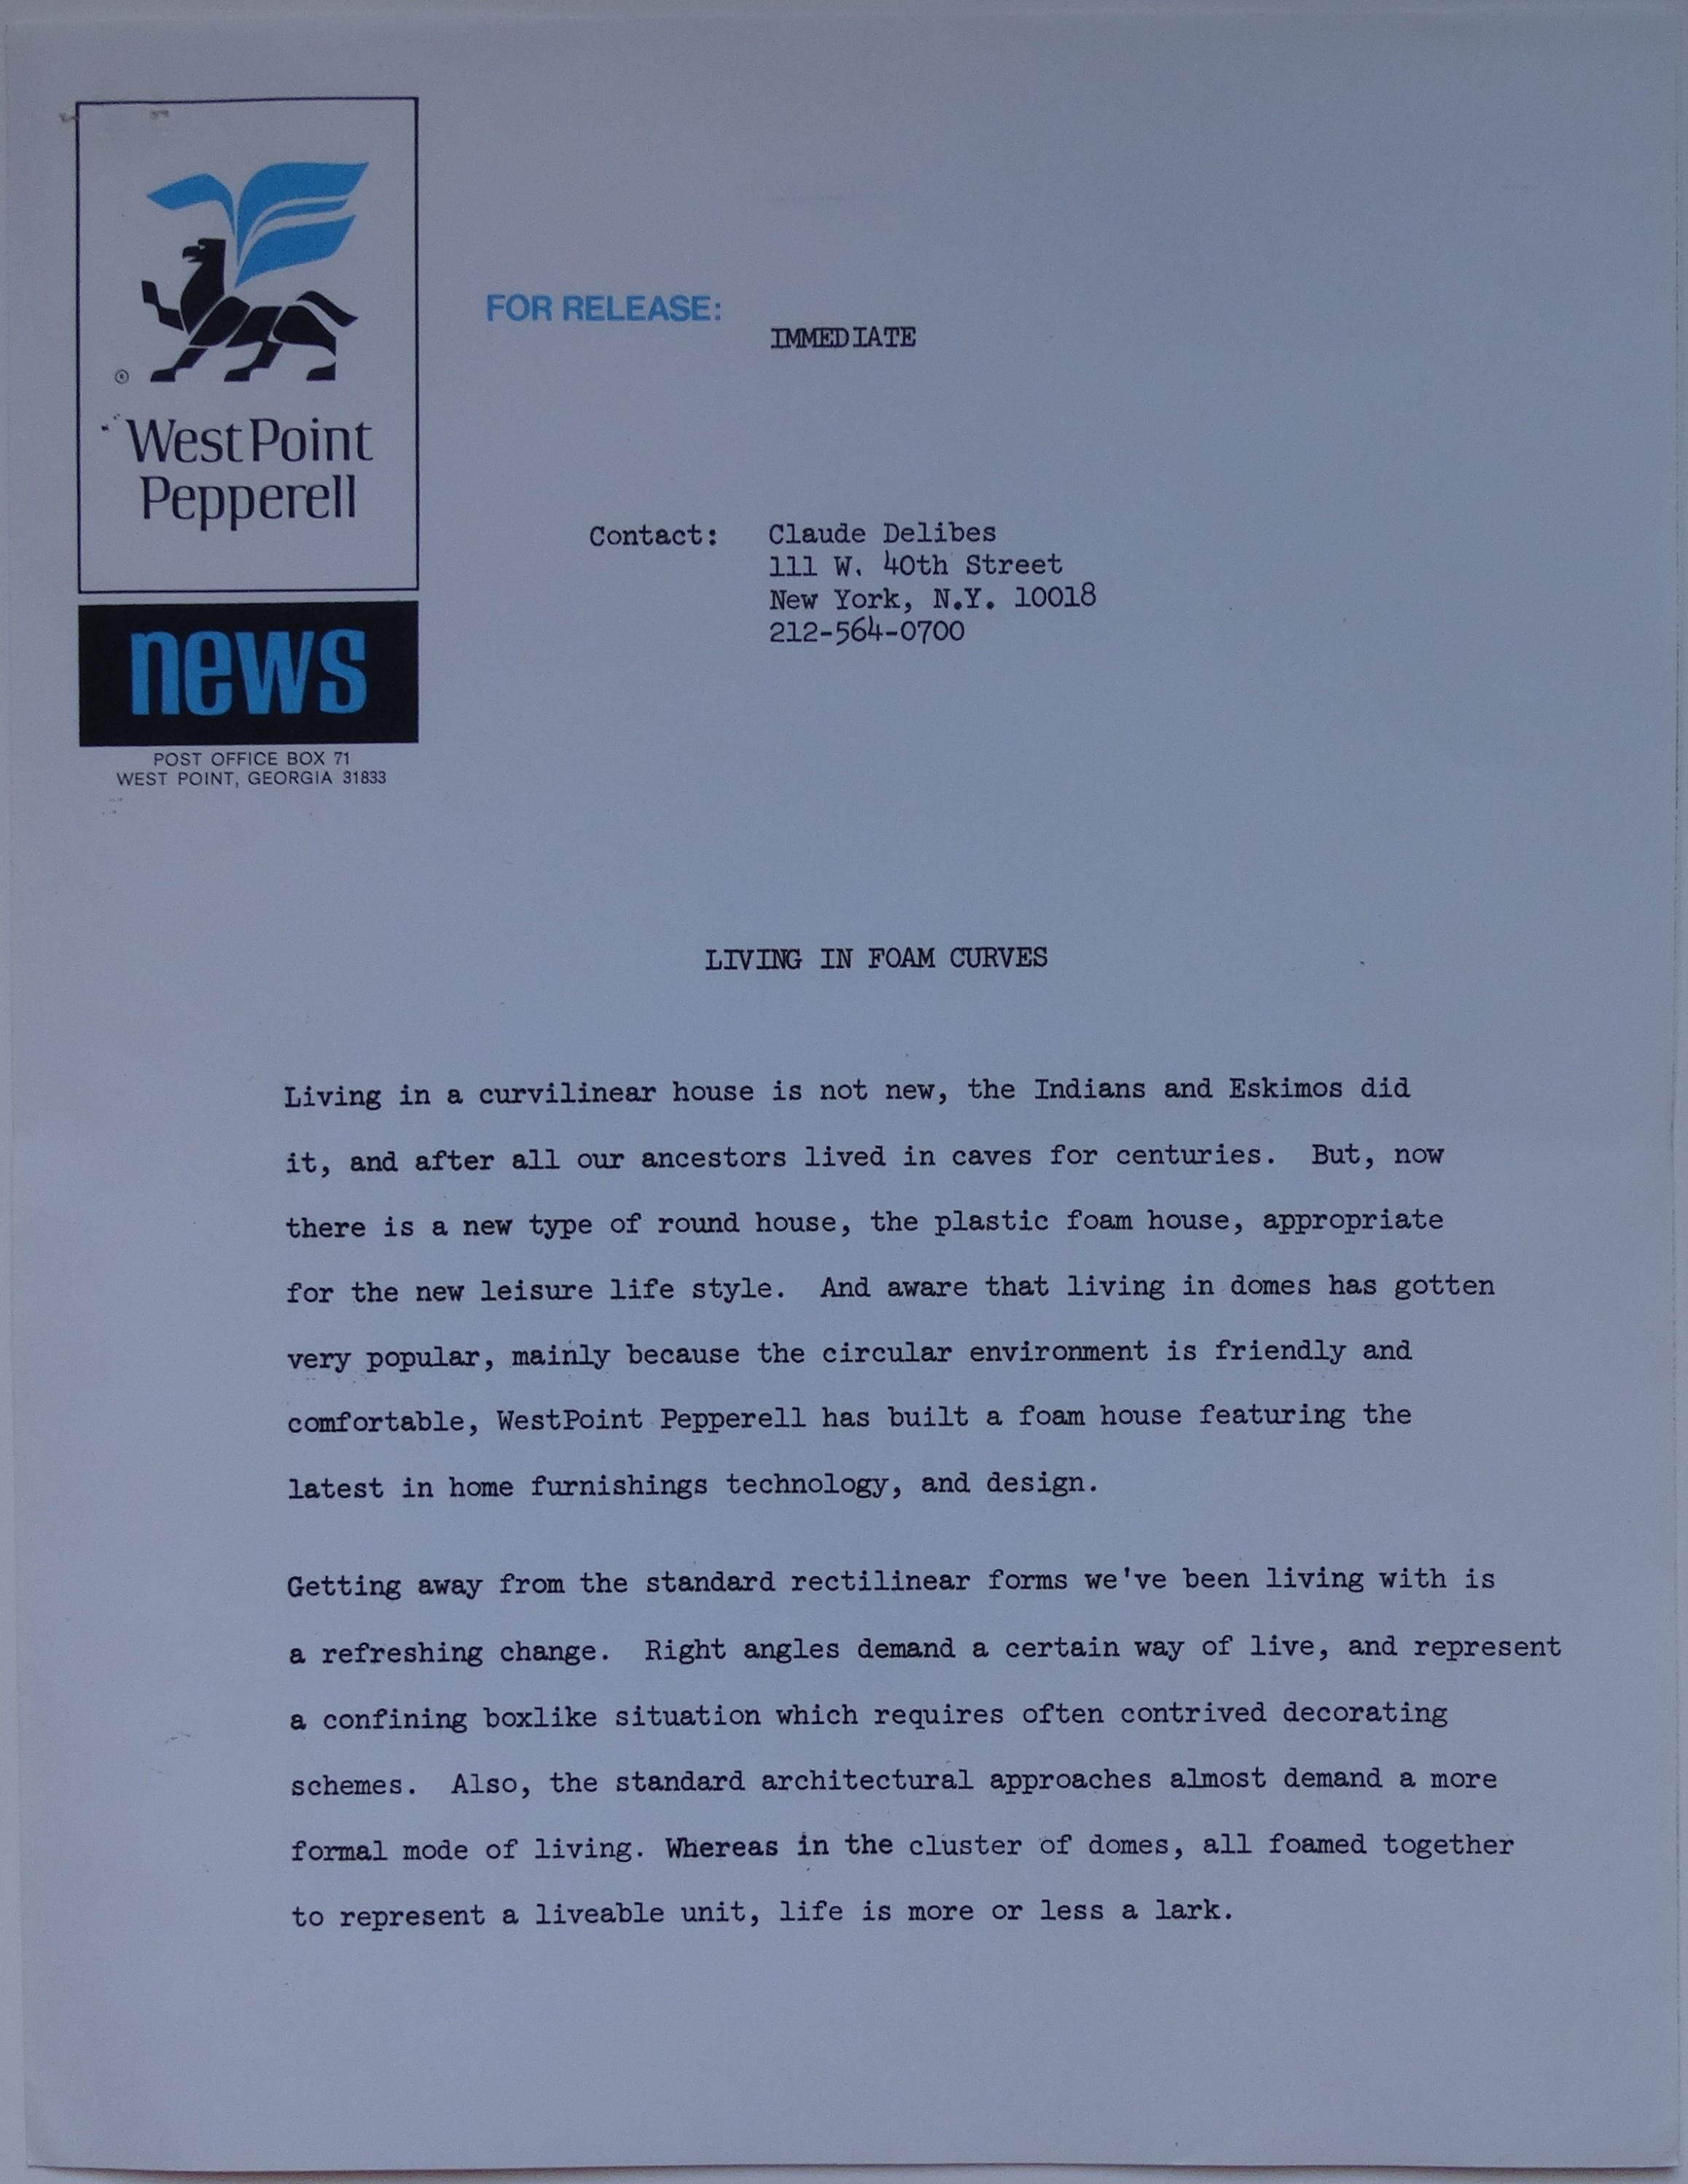 FOR RELEASE:
IMMEDIATE
WestPoint
Pepperell
Contact: Claude Delibes
111 W. 40th Street
New York, N.Y. 10018
212-564-0700
news
POST OFFICE BOX 71
WEST POINT, GEORGIA 31833
LIVING IN FOAM CURVES
Living in a curvilinear house is not new, the Indians and Eskimos did
it, and after all our ancestors lived in caves for centuries. But, now
there is a new type of round house, the plastic foam house, appropriate
for the new leisure life style. And aware that living in domes has gotten
very popular, mainly because the circular environment is friendly and
comfortable, WestPoint Pepperell has built a foam house featuring the
latest in home furnishings technology, and design.
Getting away from the standard rectilinear forms we've been living with is
a refreshing change. Right angles demand a certain way of live, and represent
a confining boxlike situation which requires often contrived decorating
schemes. Also, the standard architectural approaches almost demand a more
formal mode of living. Whereas in the cluster of domes, all foamed together
to represent a liveable unit, life is more or less a lark.